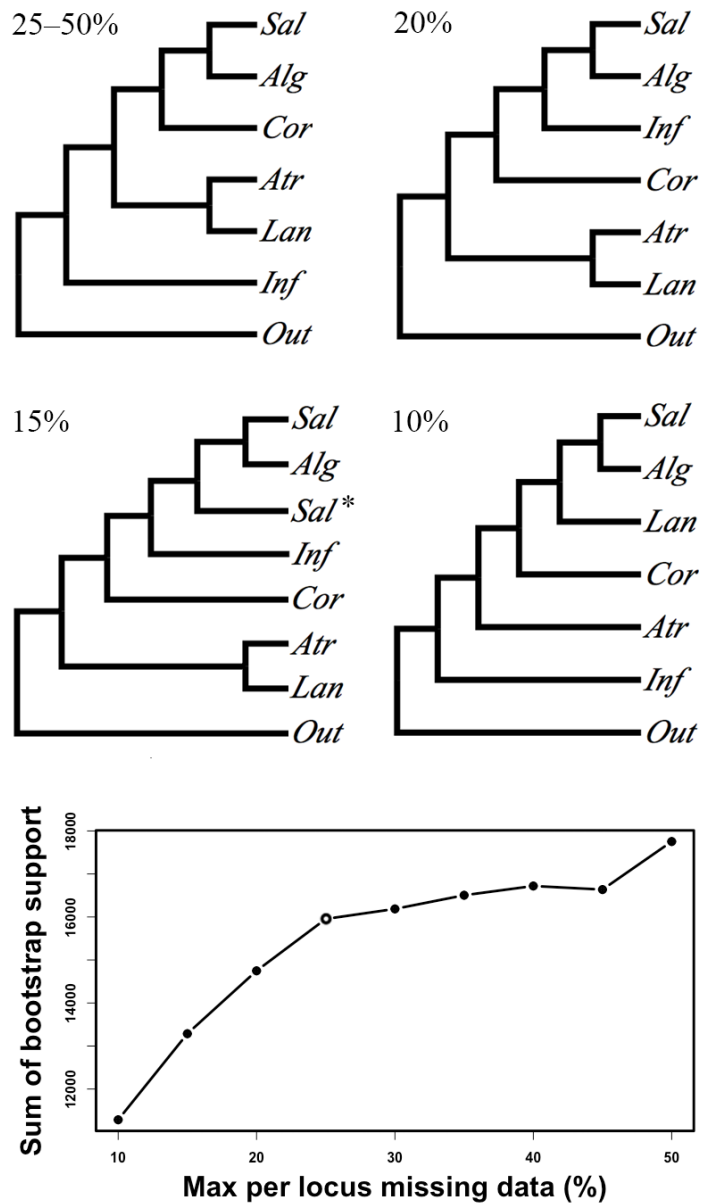 25–50%
Sal
Alg
Cor
Atr
Lan
Inf
Out
20%
Sal
Alg
Inf
Cor
Atr
Lan
Out
15%
Sal
Alg
Sal*
Inf
Cor
Atr
Lan
Out
10%
Sal
Alg
Lan
Cor
Atr
Inf
Out
Sum of bootstrap support
18000
16000
14000
12000
10 20 30 40 50
Max per locus missing data (%)